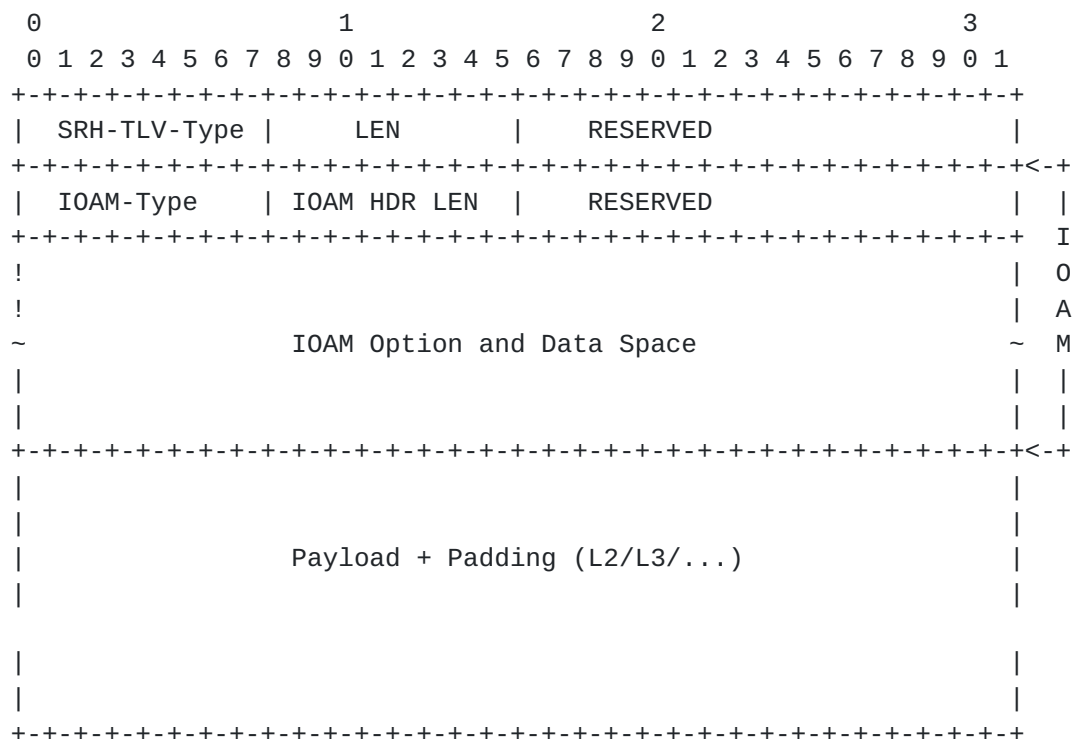 0                   1                   2                   3
 0 1 2 3 4 5 6 7 8 9 0 1 2 3 4 5 6 7 8 9 0 1 2 3 4 5 6 7 8 9 0 1
+-+-+-+-+-+-+-+-+-+-+-+-+-+-+-+-+-+-+-+-+-+-+-+-+-+-+-+-+-+-+-+-+
|  SRH-TLV-Type |     LEN       |    RESERVED                   |
+-+-+-+-+-+-+-+-+-+-+-+-+-+-+-+-+-+-+-+-+-+-+-+-+-+-+-+-+-+-+-+-+<-+
|  IOAM-Type    | IOAM HDR LEN  |    RESERVED                   |  |
+-+-+-+-+-+-+-+-+-+-+-+-+-+-+-+-+-+-+-+-+-+-+-+-+-+-+-+-+-+-+-+-+  I
!                                                               |  O
!                                                               |  A
~                 IOAM Option and Data Space                    ~  M
|                                                               |  |
|                                                               |  |
+-+-+-+-+-+-+-+-+-+-+-+-+-+-+-+-+-+-+-+-+-+-+-+-+-+-+-+-+-+-+-+-+<-+
|                                                               |
|                                                               |
|                 Payload + Padding (L2/L3/...)                 |
|                                                               |
|                                                               |
|                                                               |
+-+-+-+-+-+-+-+-+-+-+-+-+-+-+-+-+-+-+-+-+-+-+-+-+-+-+-+-+-+-+-+-+